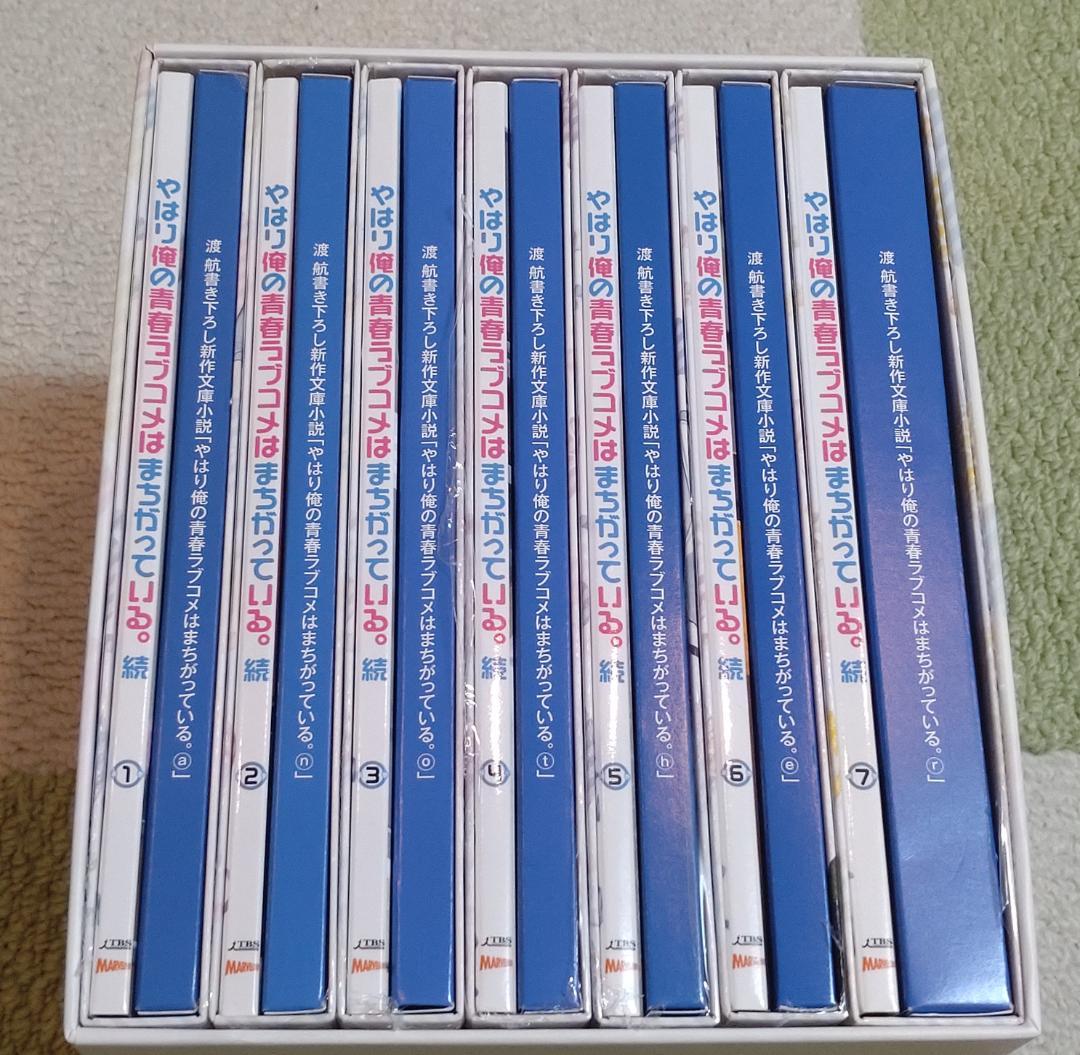 やはり俺の青春ラブコメはまちがっている。続
1
TBS
MARVELOUS
渡 航書き下ろし新作文庫小説「やはり俺の青春ラブコメはまちがっている。ⓐ」
やはり俺の青春ラブコメはまちがっている。続
2
TBS
渡 航書き下ろし新作文庫小説「やはり俺の青春ラブコメはまちがっている。ⓝ」
やはり俺の青春ラブコメはまちがっている。続
3
TBS
渡 航書き下ろし新作文庫小説「やはり俺の青春ラブコメはまちがっている。ⓞ」
やはり俺の青春ラブコメはまちがっている。続
4
TBS
渡 航書き下ろし新作文庫小説「やはり俺の青春ラブコメはまちがっている。ⓣ」
やはり俺の青春ラブコメはまちがっている。続
5
TBS
渡 航書き下ろし新作文庫小説「やはり俺の青春ラブコメはまちがっている。ⓗ」
やはり俺の青春ラブコメはまちがっている。続
6
TBS
渡 航書き下ろし新作文庫小説「やはり俺の青春ラブコメはまちがっている。ⓔ」
やはり俺の青春ラブコメはまちがっている。続
7
TBS
渡 航書き下ろし新作文庫小説「やはり俺の青春ラブコメはまちがっている。ⓡ」